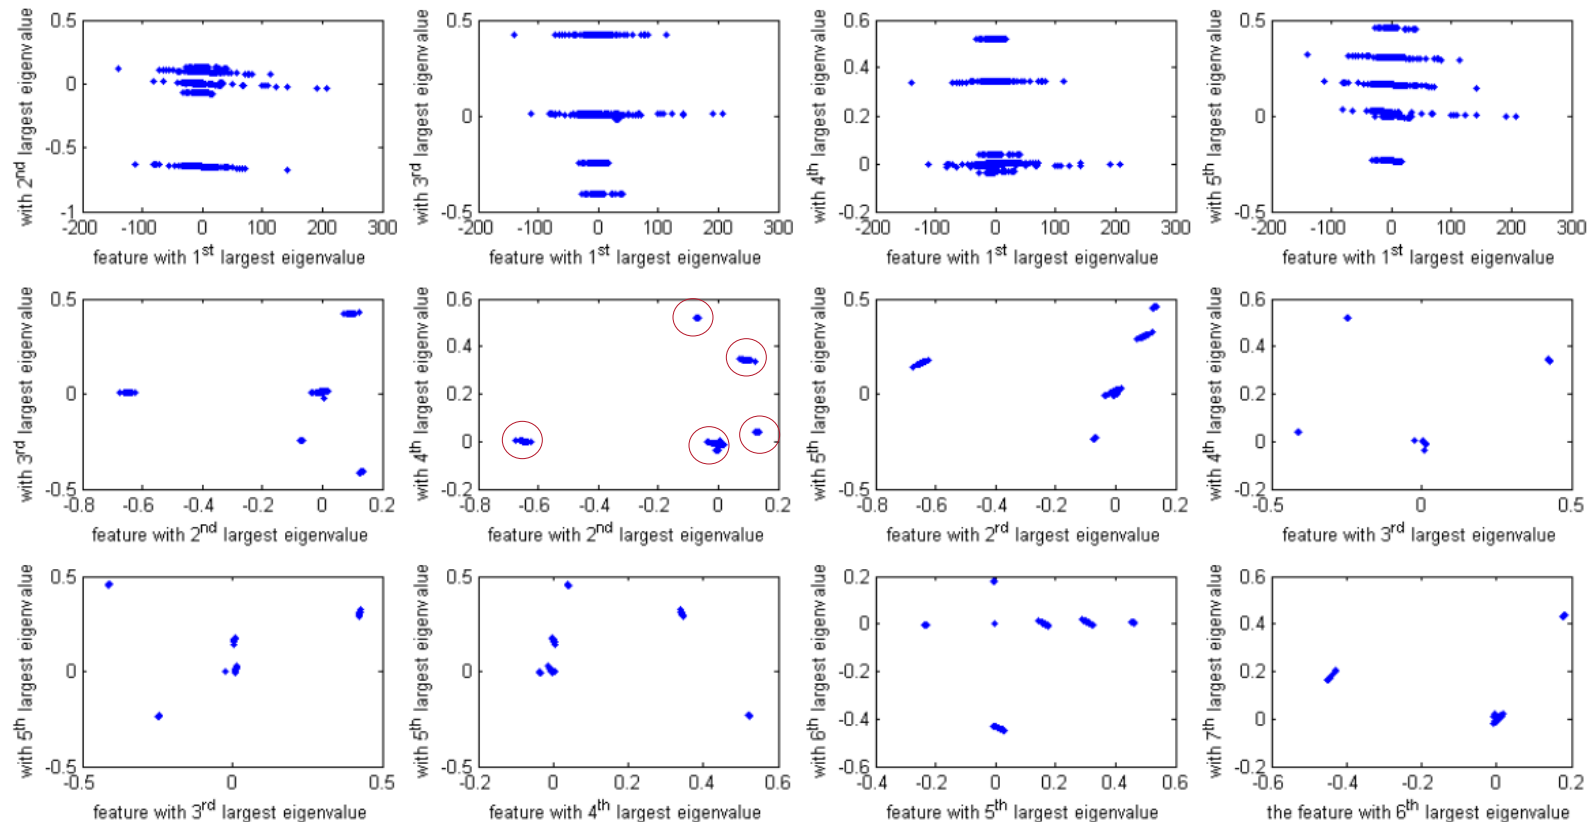 with 2nd largest eigenvalue
0.5
0
-0.5
-1
-200 -100 0 100 200 300
feature with 1st largest eigenvalue
with 3rd largest eigenvalue
0.5
0
-0.5
-200 -100 0 100 200 300
feature with 1st largest eigenvalue
with 4th largest eigenvalue
0.6
0.4
0.2
0
-0.2
-200 -100 0 100 200 300
feature with 1st largest eigenvalue
with 5th largest eigenvalue
0.5
0
-0.5
-200 -100 0 100 200 300
feature with 1st largest eigenvalue
with 3rd largest eigenvalue
0.5
0
-0.5
-0.8 -0.6 -0.4 -0.2 0 0.2
feature with 2nd largest eigenvalue
with 4th largest eigenvalue
0.6
0.4
0.2
0
-0.2
-0.8 -0.6 -0.4 -0.2 0 0.2
feature with 2nd largest eigenvalue
with 5th largest eigenvalue
0.5
0
-0.5
-0.8 -0.6 -0.4 -0.2 0 0.2
feature with 2rd largest eigenvalue
with 4th largest eigenvalue
0.6
0.4
0.2
0
-0.2
-0.5 0 0.5
feature with 3rd largest eigenvalue
with 5th largest eigenvalue
0.5
0
-0.5
-0.5 0 0.5
feature with 3rd largest eigenvalue
with 5th largest eigenvalue
0.5
0
-0.5
-0.2 0 0.2 0.4 0.6
feature with 4th largest eigenvalue
with 6th largest eigenvalue
0.2
0
-0.2
-0.4
-0.6
-0.4 -0.2 0 0.2 0.4 0.6
feature with 5th largest eigenvalue
with 7th largest eigenvalue
0.6
0.4
0.2
0
-0.2
-0.6 -0.4 -0.2 0 0.2
the feature with 6th largest eigenvalue